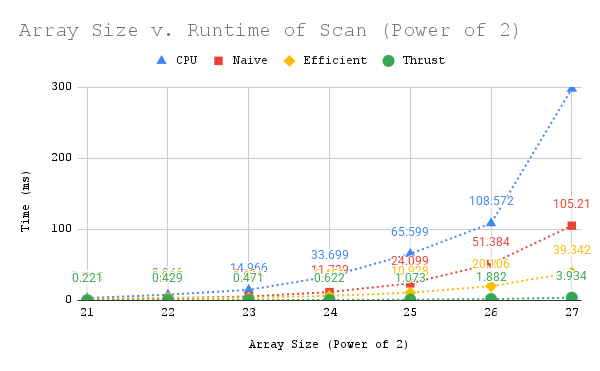 Array Size v. Runtime of Scan (Power of 2)
CPU Naive Efficient Thrust
300
200
100
0
Time (ms)
108.572
105.21
65.599
51.384
39.342
33.699
24.099
14.966
0.221 0.429 0.471 0.622 1.073 1.882 3.934
21 22 23 24 25 26 27
Array Size (Power of 2)